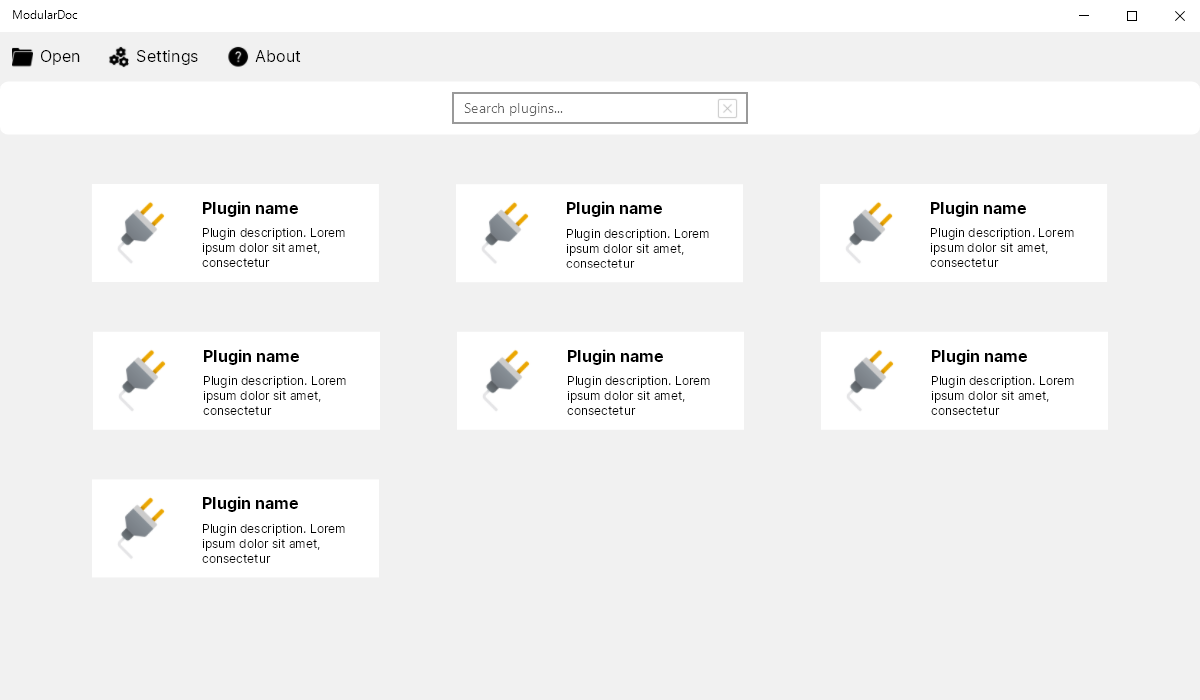 ModularDoc
Open Settings About
Search plugins...
Plugin name
Plugin description. Lorem
ipsum dolor sit amet,
consectetur
Plugin name
Plugin description. Lorem
ipsum dolor sit amet,
consectetur
Plugin name
Plugin description. Lorem
ipsum dolor sit amet,
consectetur
Plugin name
Plugin description. Lorem
ipsum dolor sit amet,
consectetur
Plugin name
Plugin description. Lorem
ipsum dolor sit amet,
consectetur
Plugin name
Plugin description. Lorem
ipsum dolor sit amet,
consectetur
Plugin name
Plugin description. Lorem
ipsum dolor sit amet,
consectetur